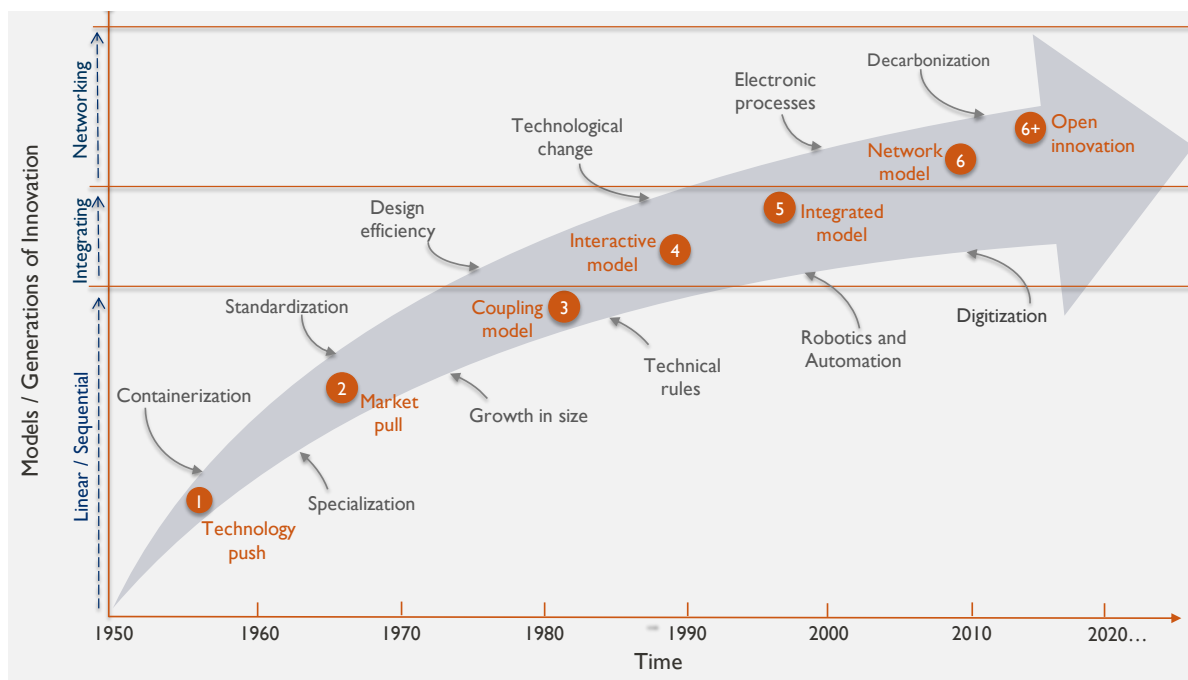 Models / Generations of Innovation
Networking
Integrating
Linear / Sequential
Decarbonization
Electronic
processes
Technological
change
Design
efficiency
Standardization
Containerization
6+
Open
innovation
Network
model
6
5
Integrated
model
Interactive
model
4
Coupling
model
3
2
Market
pull
1
Technology
push
Digitization
Robotics and
Automation
Technical
rules
Growth in size
Specialization
1950
1960
1970
1980
1990
2000
2010
2020...
Time